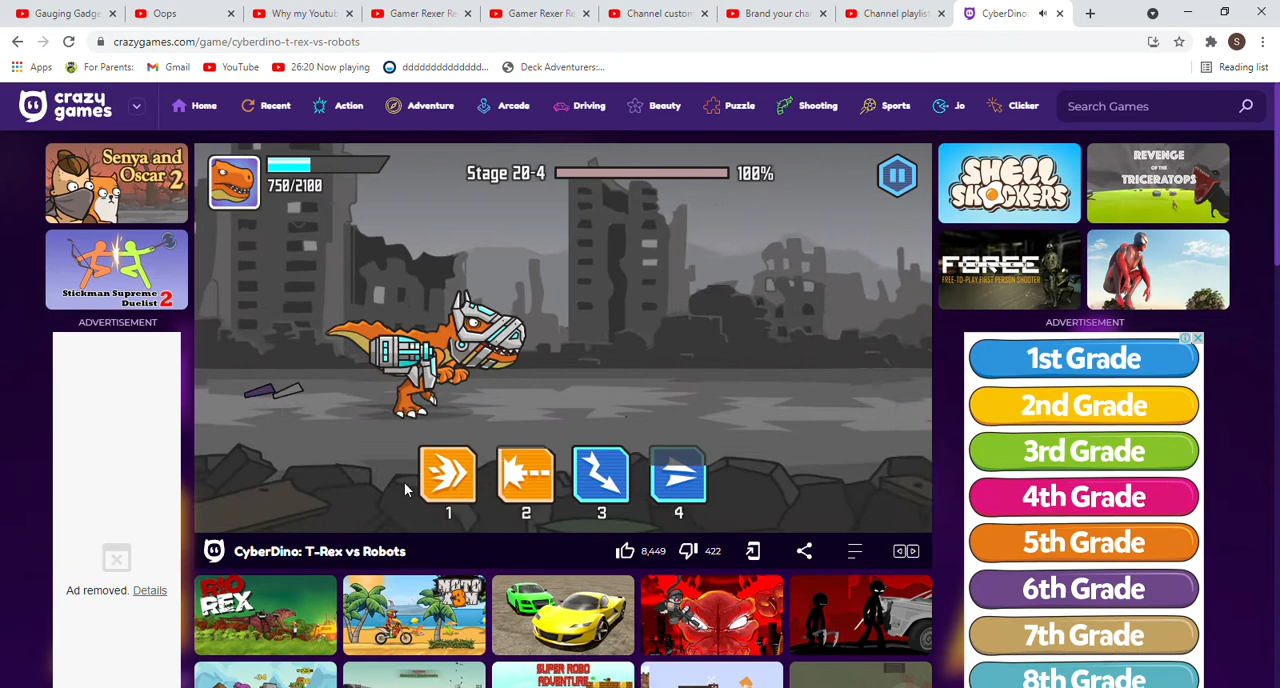 Gauging Gadge
Oops
Why my Youtub
Gamer Rexer Re
Gamer Rexer Re
Channel custom
Brand your cha
Channel playlist
CyberDino:
crazygames.com/game/cyberdino-t-rex-vs-robots
S
Apps
For Parents:
Gmail
YouTube
26:20 Now playing
ddddddddddddddd...
Deck Adventurers:...
Reading list
crazy games
Home
Recent
Action
Adventure
Arcade
Driving
Beauty
Puzzle
Shooting
Sports
.io
Clicker
Search Games
Senya and
Oscar 2
Stickman Supreme
Duelist 2
ADVERTISEMENT
Ad removed. Details
750/2100
Stage 20-4
100%
1
2
3
4
CyberDino: T-Rex vs Robots
8,449
422
RIO
REX
MOTO
X3M
SUPER ROBO
ADVENTURE
SHELL
SHOCKERS
REVENGE
OF THE
TRICERATOPS
FREE-TO-PLAY FIRST PERSON SHOOTER
ADVERTISEMENT
1st Grade
2nd Grade
3rd Grade
4th Grade
5th Grade
6th Grade
7th Grade
8th Grade